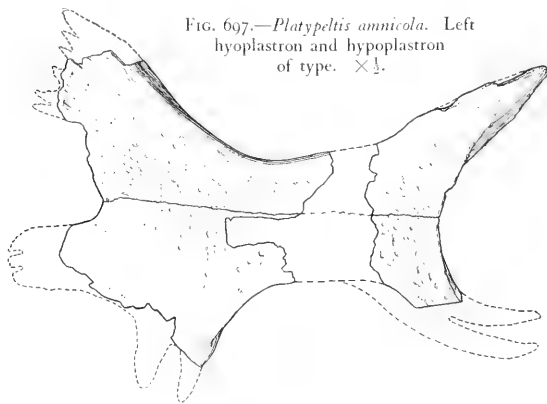 FIG. 697.—Platypeltis amnicola. Left
hyoplastron and hypoplastron
of type. ×½.